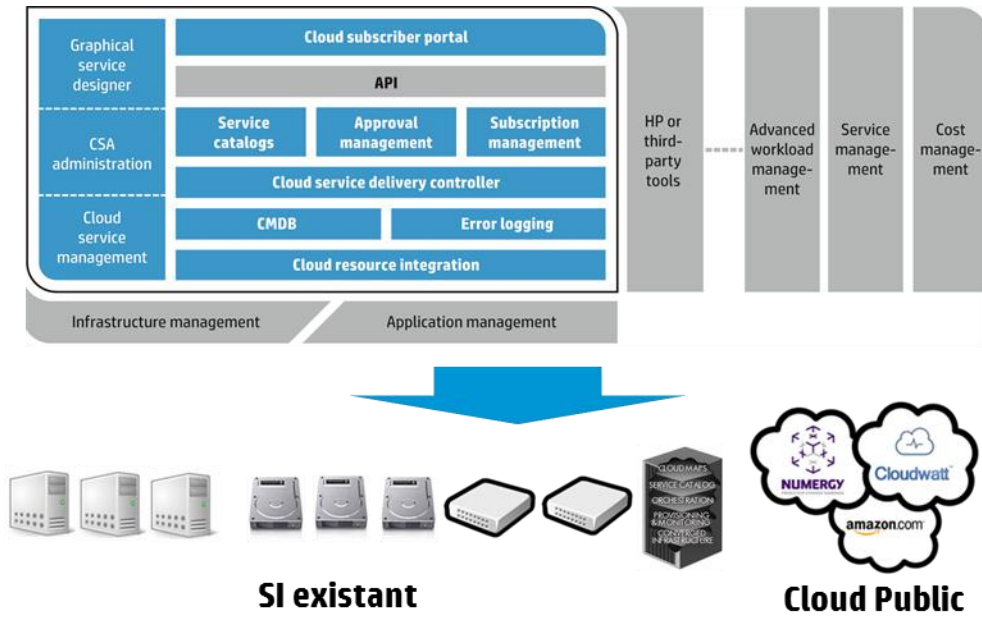 Graphical
service
designer
CSA
administration
Cloud
service
management
Cloud subscriber portal
API
Service
catalogs
Approval
management
Subscription
management
Cloud service delivery controller
CMDB
Error logging
Cloud resource integration
HP or
third-
party
tools
Advanced
workload
manage-
ment
Service
manage-
ment
Cost
manage-
ment
Infrastructure management
Application management
CLOUD MAPS
SERVICE CATALOG
ORCHESTRATION
PROVISIONING
& MONITORING
CONVERGED
INFRASTRUCTURE
NUMERGY
Cloudwatt
amazon.com
SI existant
Cloud Public